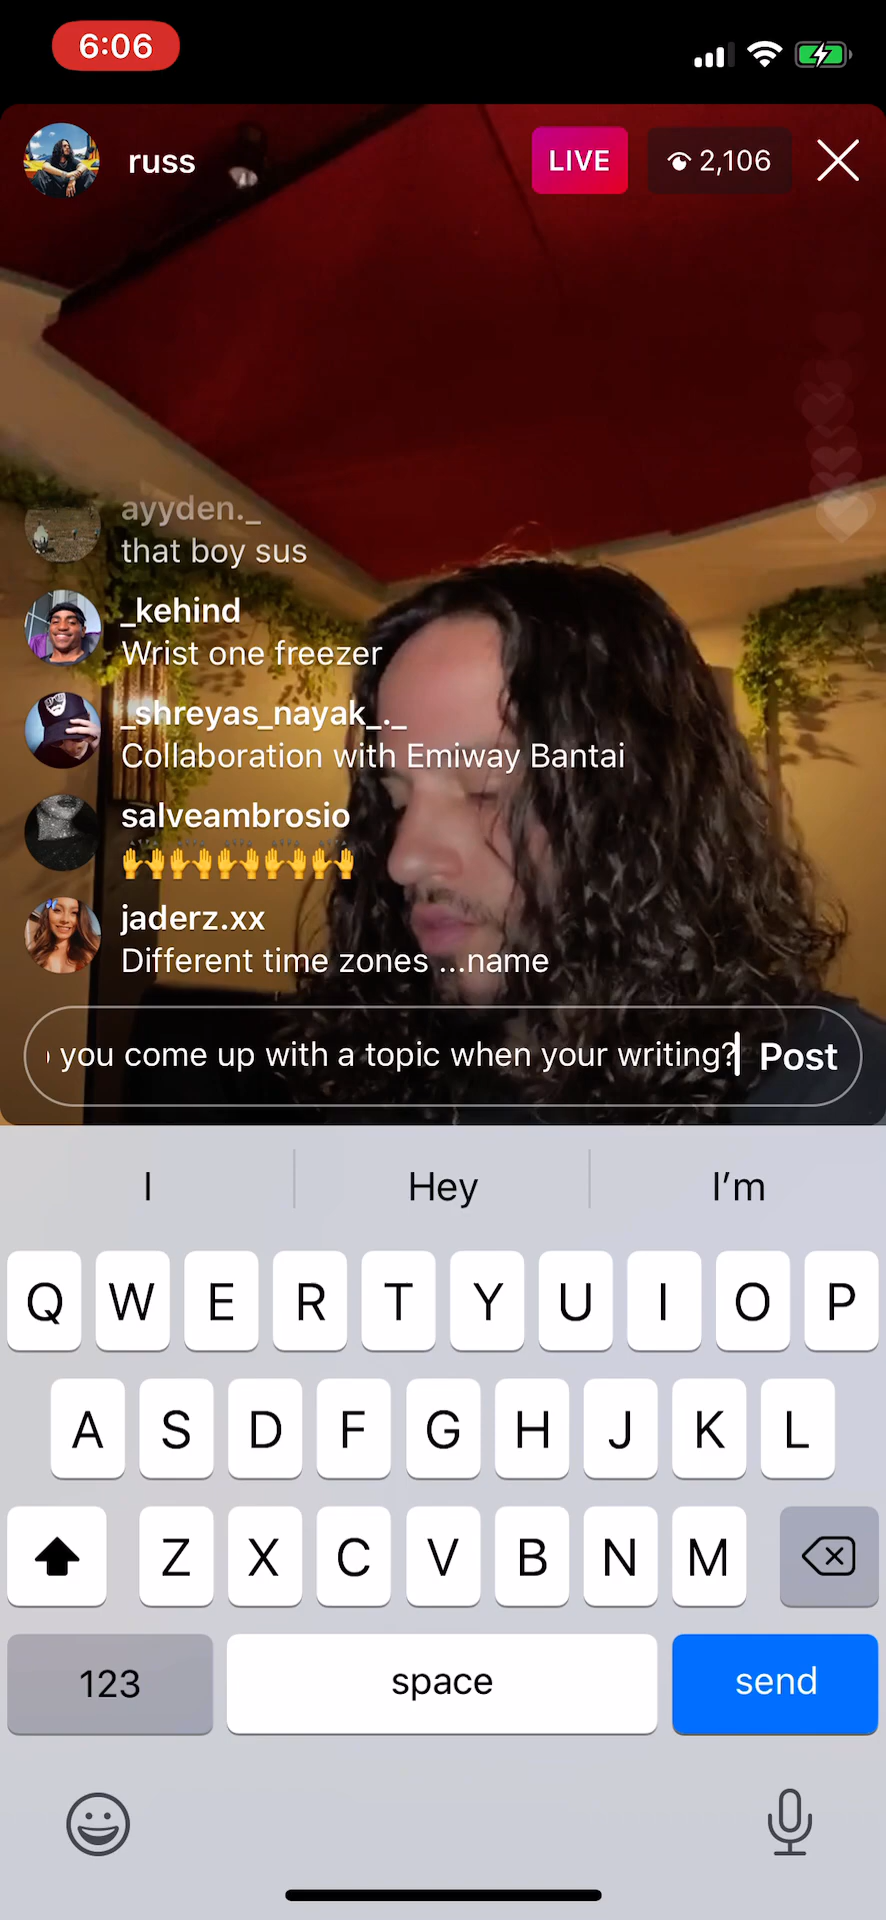 6:06
russ
LIVE
2,106
ayyden._
that boy sus
_kehind
Wrist one freezer
_shreyas_nayak_._
Collaboration with Emiway Bantai
salveambrosio
🙌🙌🙌🙌🙌
jaderz.xx
Different time zones ...name
you come up with a topic when your writing? Post
I Hey I'm
Q W E R T Y U I O P
A S D F G H J K L
Z X C V B N M
123 space send